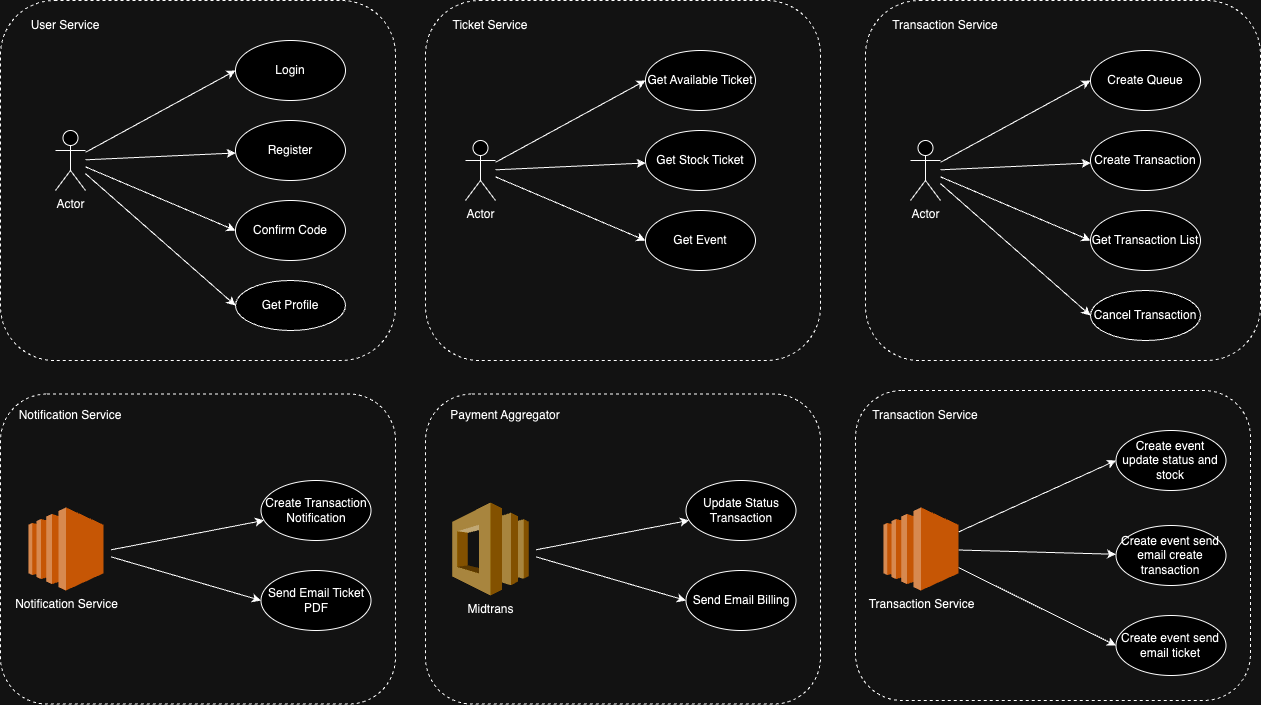 User Service
Login
Register
Confirm Code
Get Profile
Actor
Ticket Service
Get Available Ticket
Get Stock Ticket
Get Event
Actor
Transaction Service
Create Queue
Create Transaction
Get Transaction List
Cancel Transaction
Actor
Notification Service
Create Transaction
Notification
Send Email Ticket
PDF
Notification Service
Payment Aggregator
Update Status
Transaction
Send Email Billing
Midtrans
Transaction Service
Create event
update status and
stock
Create event send
email create
transaction
Create event send
email ticket
Transaction Service